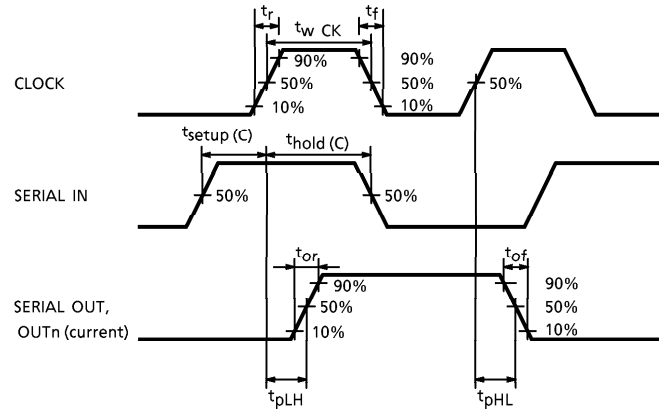 tr tw CK tf
90% 90%
CLOCK 50% 50% 50%
10% 10%
tsetup (C) thold (C)
SERIAL IN 50% 50%
tor tof
90% 90%
SERIAL OUT, 50% 50%
OUTn (current) 10% 10%
tpLH tpHL